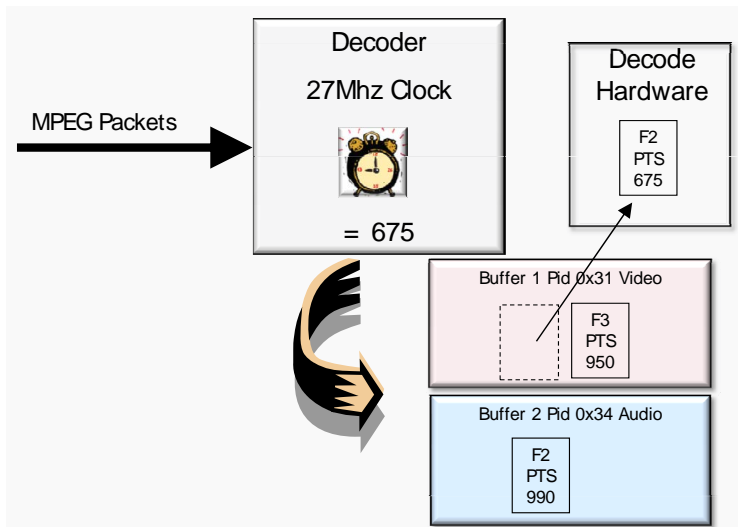 MPEG Packets
Decoder
27Mhz Clock
= 675
Decode
Hardware
F2
PTS
675
Buffer 1 Pid 0x31 Video
F3
PTS
950
Buffer 2 Pid 0x34 Audio
F2
PTS
990